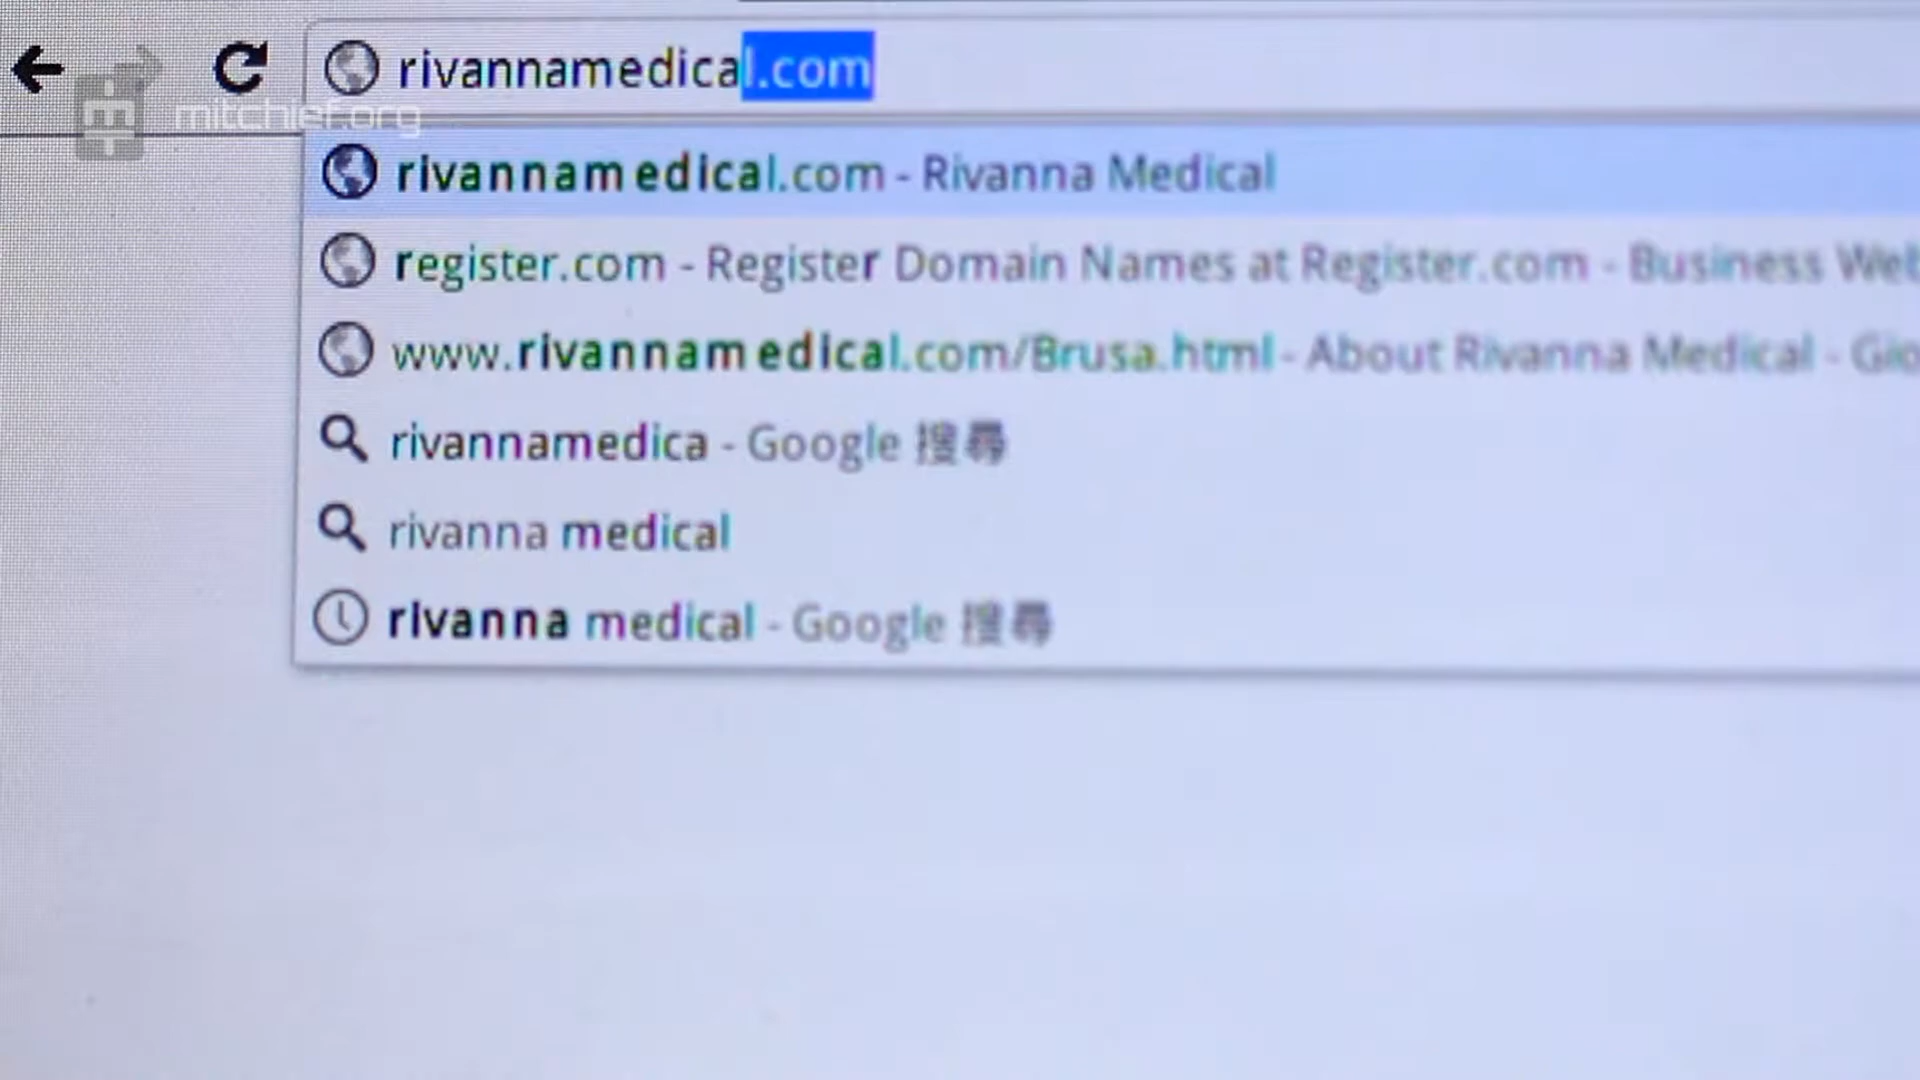 rivannamedical.com
mitchief.org
rivannamedical.com - Rivanna Medical
register.com - Register Domain Names at Register.com - Business Web
www.rivannamedical.com/Brusa.html - About Rivanna Medical - Gio
rivannamedica - Google 搜尋
rivanna medical
rivanna medical - Google 搜尋